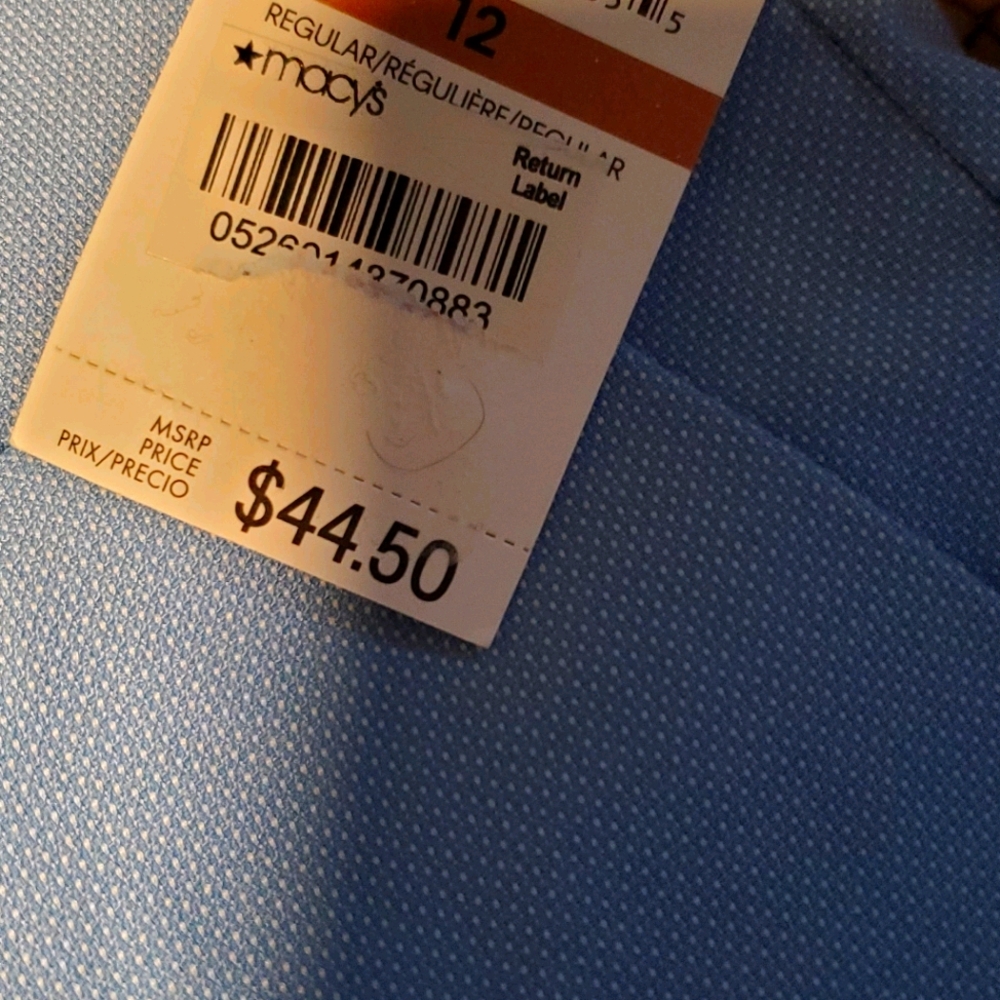 12
REGULAR/RÉGULIÈRE/REGULAR
★macy's
Return
Label
MSRP
PRICE
PRIX/PRECIO
$44.50